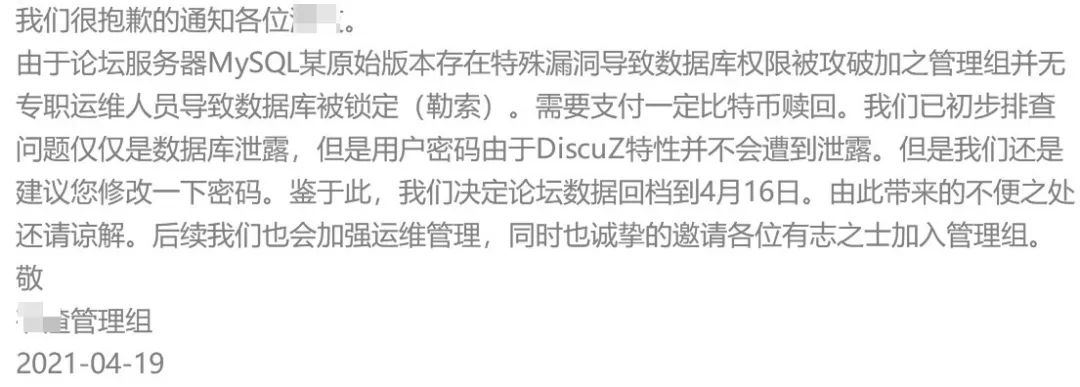 我们很抱歉的通知各位。
由于论坛服务器MySQL某原始版本存在特殊漏洞导致数据库权限被攻破加之管理组并无
专职运维人员导致数据库被锁定（勒索）。需要支付一定比特币赎回。我们已初步排查
问题仅仅是数据库泄露，但是用户密码由于DiscuZ特性并不会遭到泄露。但是我们还是
建议您修改一下密码。鉴于此，我们决定论坛数据回档到4月16日。由此带来的不便之处
还请谅解。后续我们也会加强运维管理，同时也诚挚的邀请各位有志之士加入管理组。
敬
渣管理组
2021-04-19